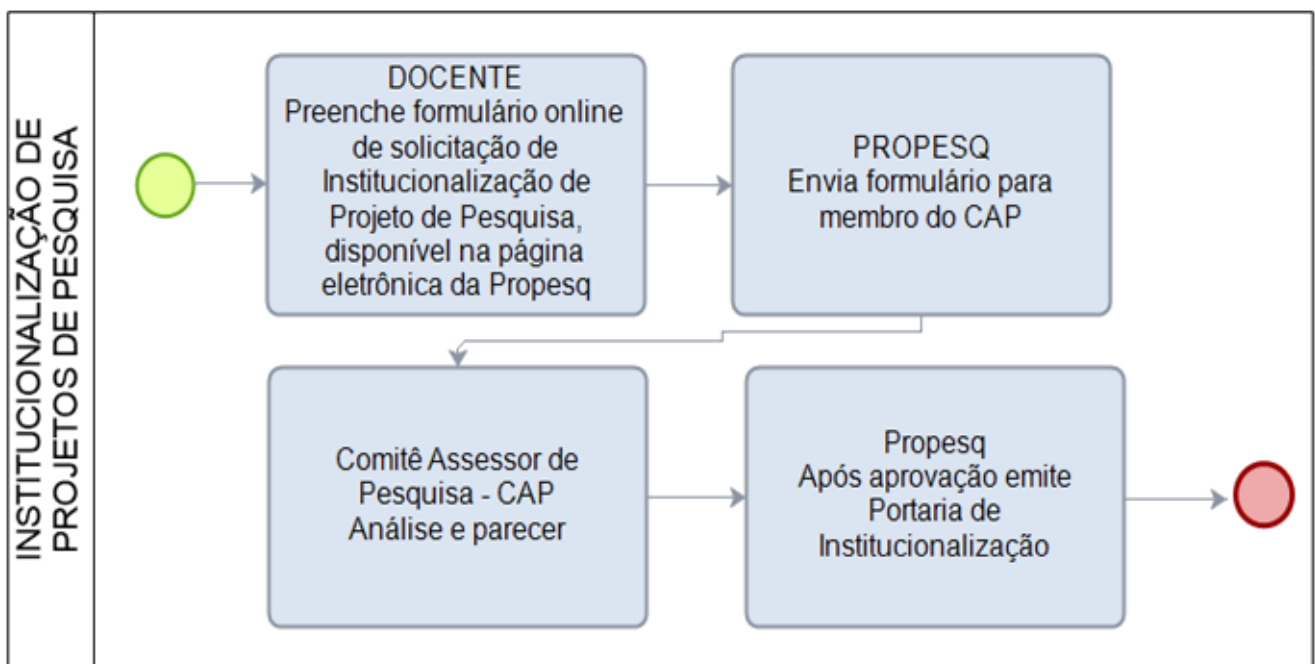 INSTITUCIONALIZAÇÃO DE
PROJETOS DE PESQUISA
DOCENTE
Preenche formulário online
de solicitação de
Institucionalização de
Projeto de Pesquisa,
disponível na página
eletrônica da Propesq
PROPESQ
Envia formulário para
membro do CAP
Comitê Assessor de
Pesquisa - CAP
Análise e parecer
Propesq
Após aprovação emite
Portaria de
Institucionalização